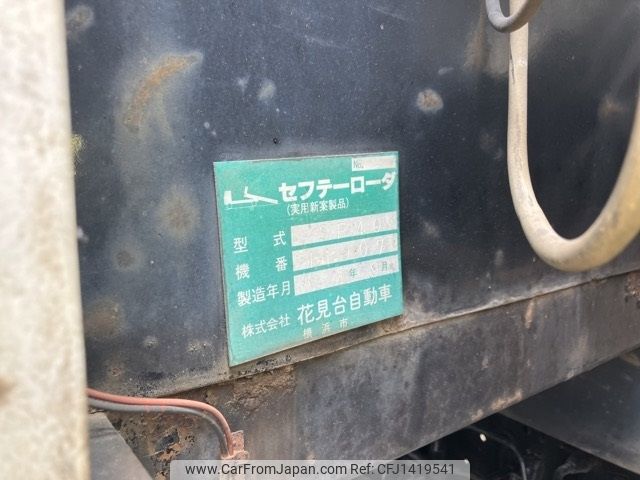 No.
セフテーローダ
(実用新案製品)
型式
機番
製造年月 年 月
株式会社 花見台自動車
横浜市
www.CarFromJapan.com - CFJ1419541